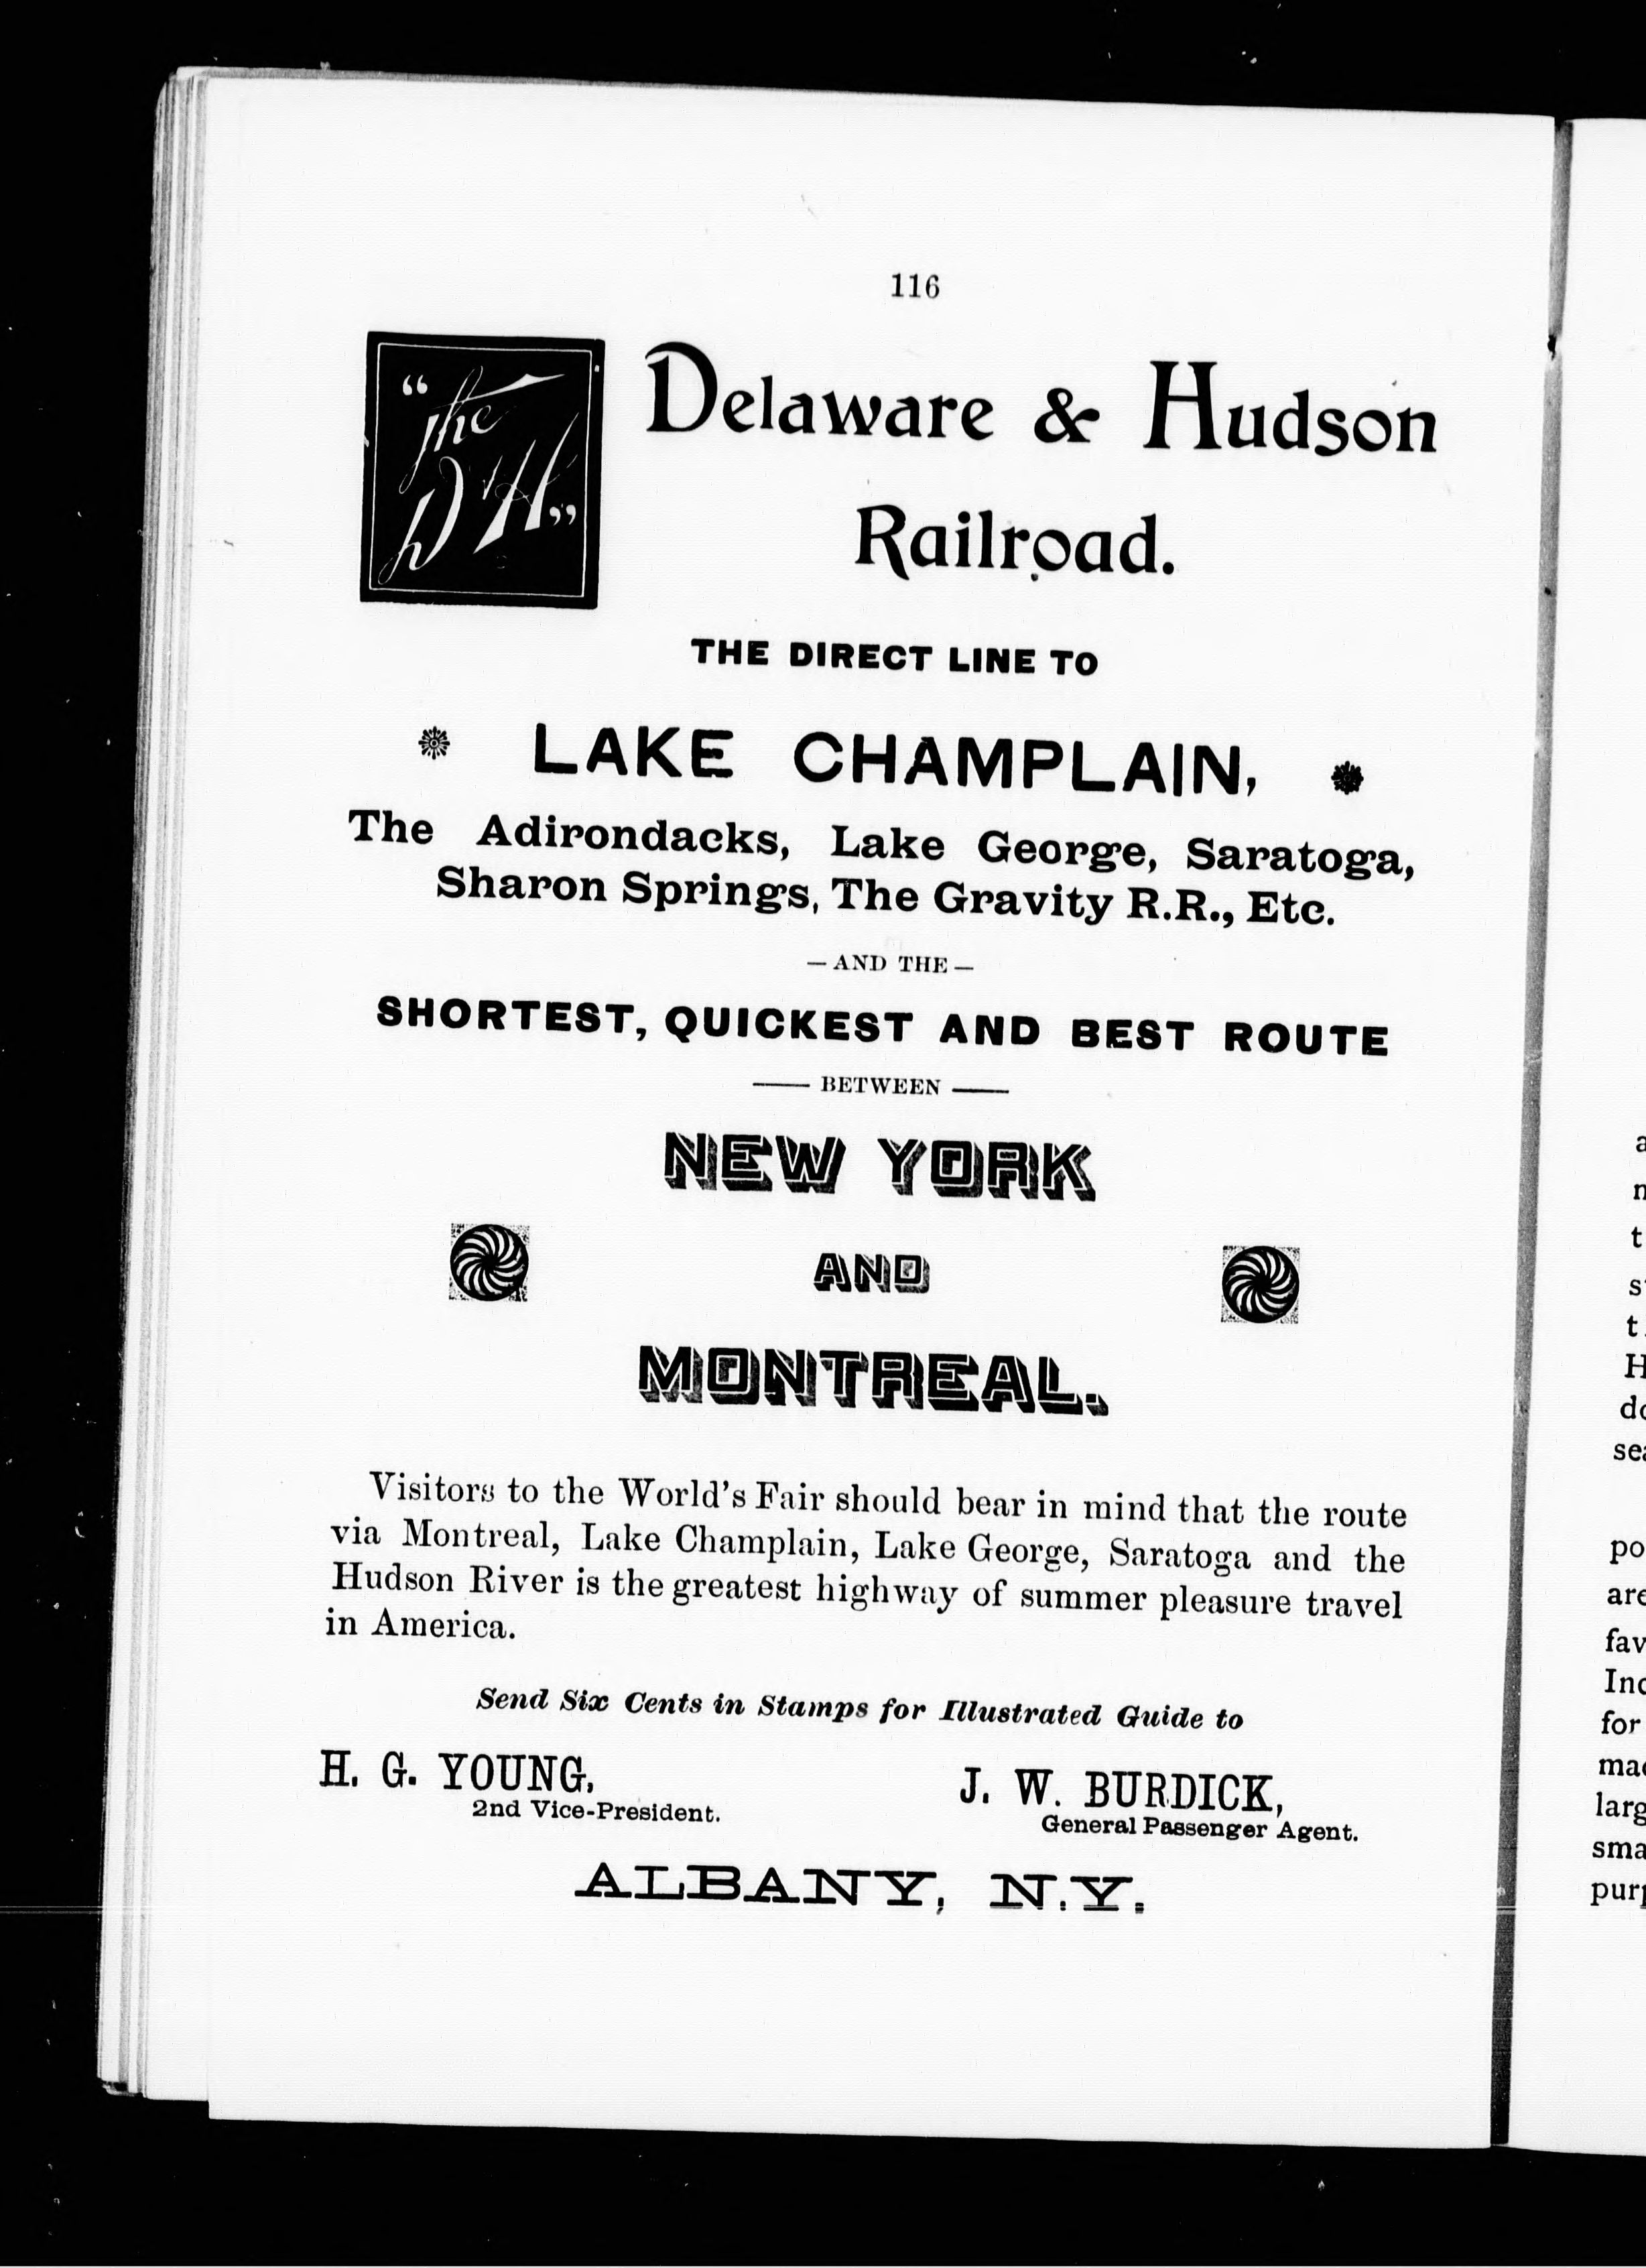 116
“The
D & H„
Delaware & Hudson
Railroad.
THE DIRECT LINE TO
LAKE CHAMPLAIN,
The Adirondacks, Lake George, Saratoga,
Sharon Springs, The Gravity R.R., Etc.
— AND THE —
SHORTEST, QUICKEST AND BEST ROUTE
—— BETWEEN ——
NEW YORK
AND
MONTREAL.
Visitors to the World's Fair should bear in mind that the route
via Montreal, Lake Champlain, Lake George, Saratoga and the
Hudson River is the greatest highway of summer pleasure travel
in America.
Send Six Cents in Stamps for Illustrated Guide to
H. G. YOUNG,
2nd Vice-President.
J. W. BURDICK,
General Passenger Agent.
ALBANY, N.Y.
po
are
fav
for